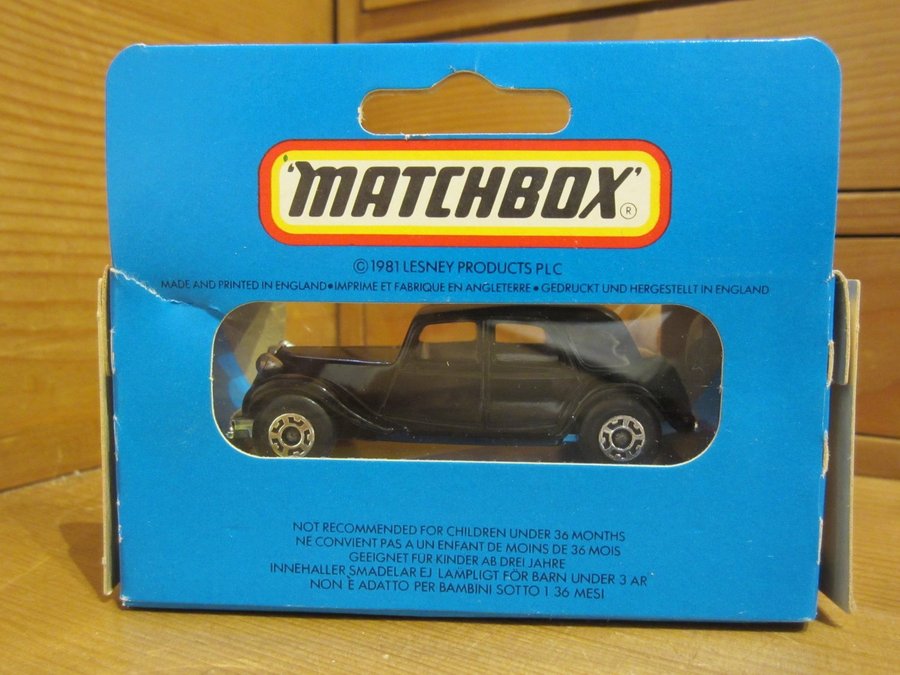 'MATCHBOX' ®
©1981 LESNEY PRODUCTS PLC
MADE AND PRINTED IN ENGLAND•IMPRIME ET FABRIQUE EN ANGLETERRE•GEDRUCKT UND HERGESTELLT IN ENGLAND
NOT RECOMMENDED FOR CHILDREN UNDER 36 MONTHS
NE CONVIENT PAS A UN ENFANT DE MOINS DE 36 MOIS
GEEIGNET FUR KINDER AB DREI JAHRE
INNEHALLER SMADELAR EJ LAMPLIGT FÖR BARN UNDER 3 AR
NON È ADATTO PER BAMBINI SOTTO 1 36 MESI